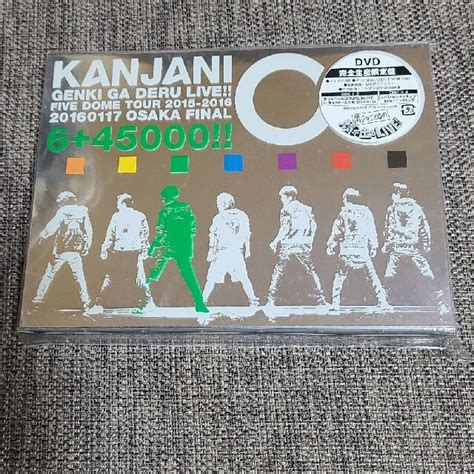 KANJANI
GENKI GA DERU LIVE!!
FIVE DOME TOUR 2015-2016
20160117 OSAKA FINAL
6+45000!!
DVD
完全生産限定盤
LIVE